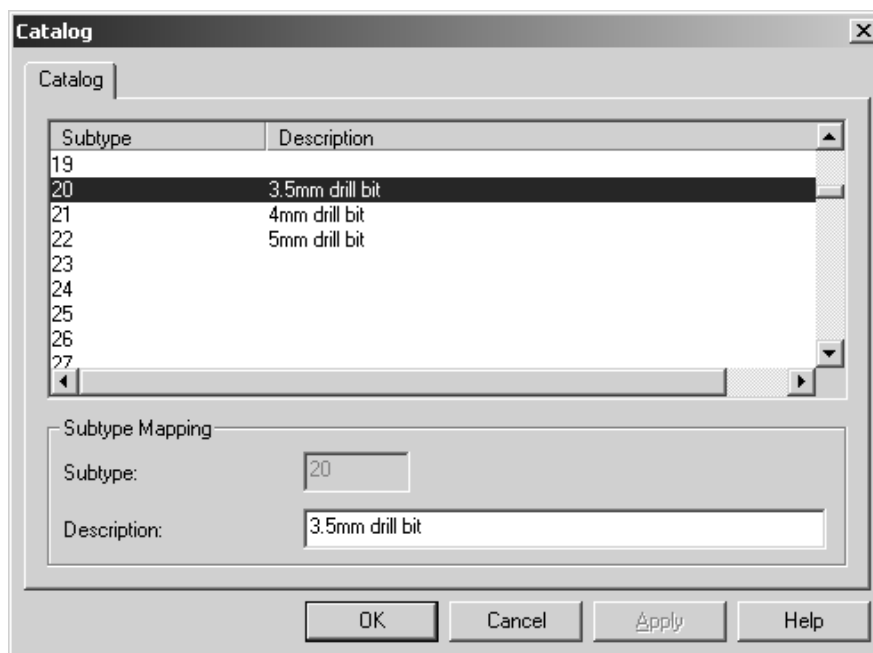 Catalog
Catalog
Subtype Description
19
20 3.5mm drill bit
21 4mm drill bit
22 5mm drill bit
23
24
25
26
27
Subtype Mapping
Subtype: 20
Description: 3.5mm drill bit
OK Cancel Apply Help